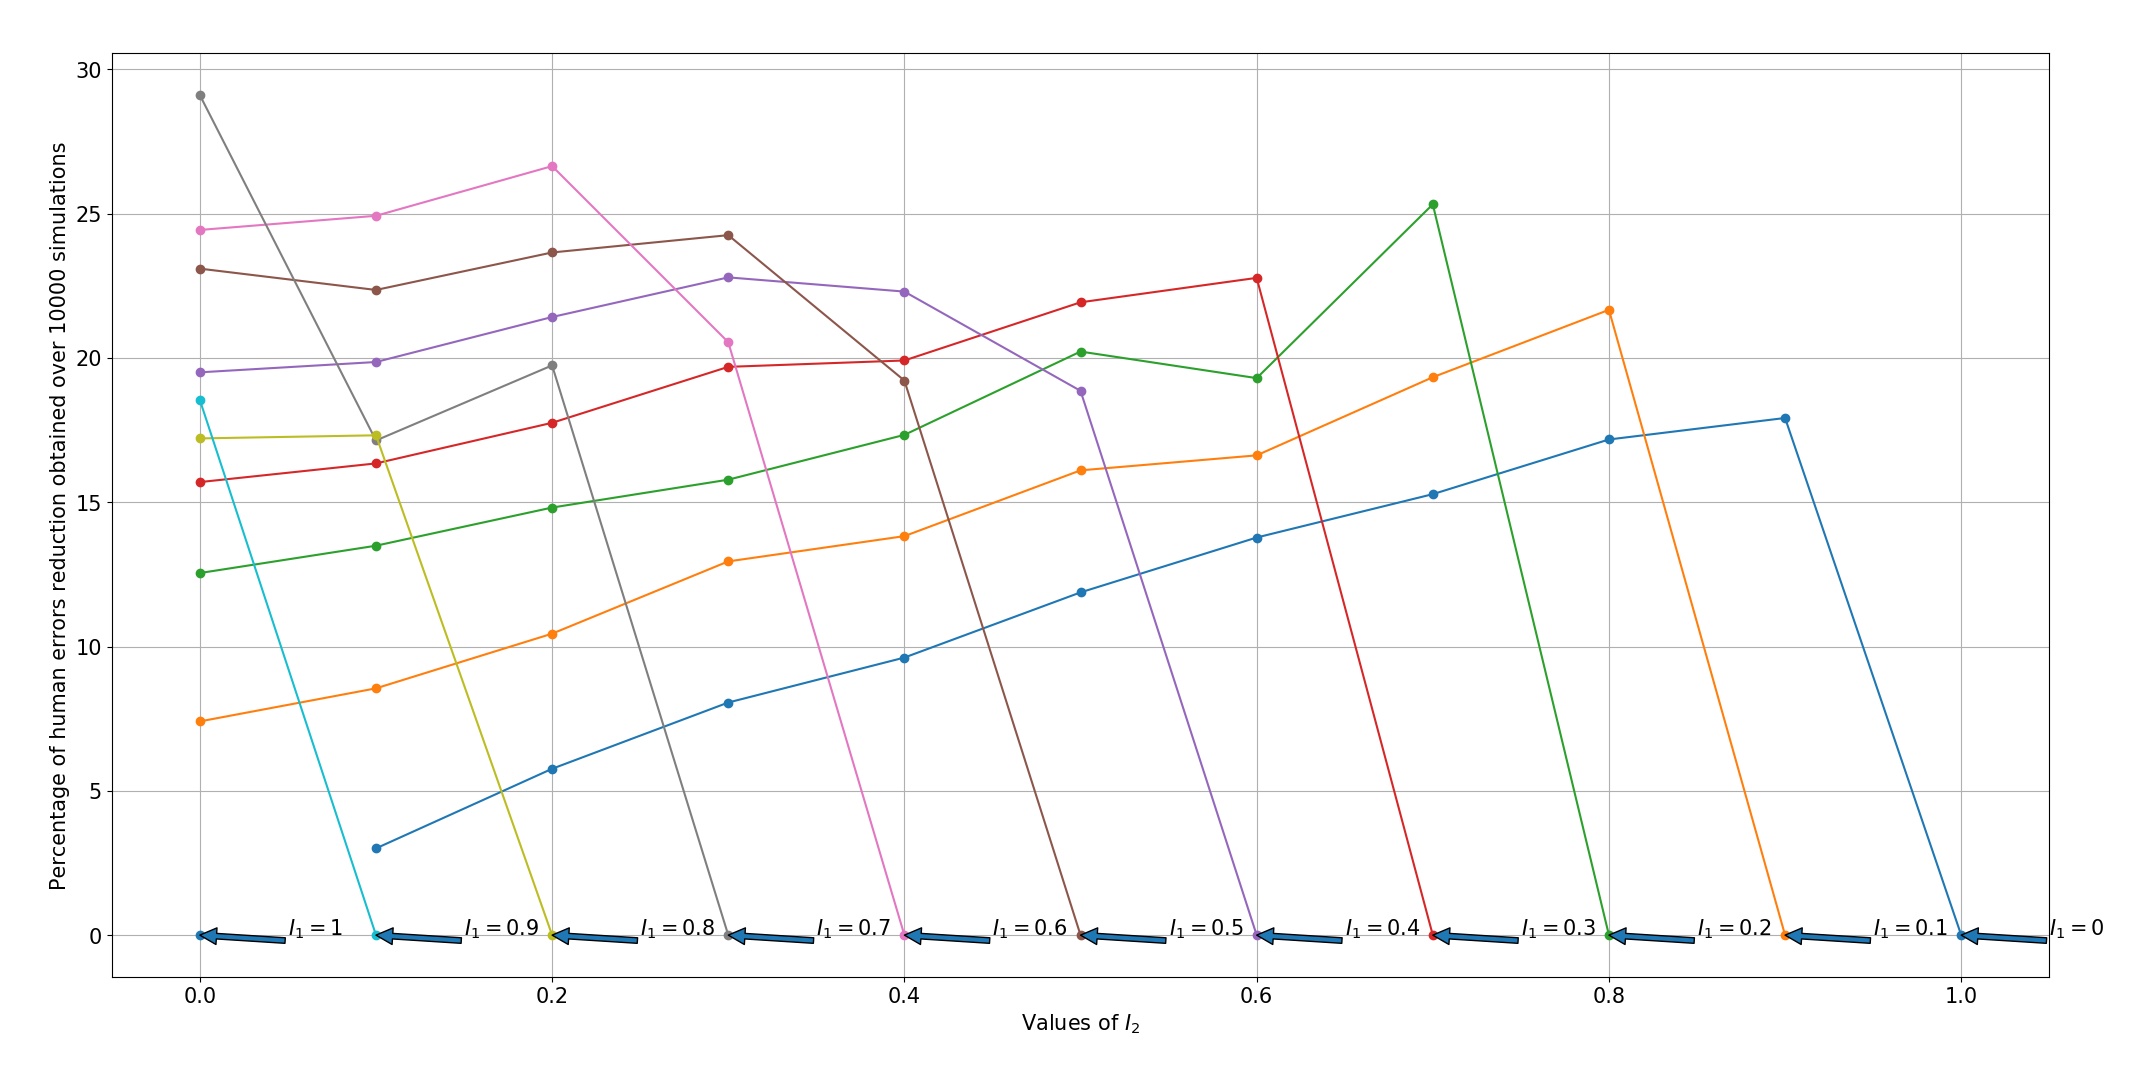 Percentage of human errors reduction obtained over 10000 simulations
30
25
20
15
10
5
0
I₁ = 1
I₁ = 0.9
I₁ = 0.8
I₁ = 0.7
I₁ = 0.6
I₁ = 0.5
I₁ = 0.4
I₁ = 0.3
I₁ = 0.2
I₁ = 0.1
I₁ = 0
0.0
0.2
0.4
0.6
0.8
1.0
Values of I₂